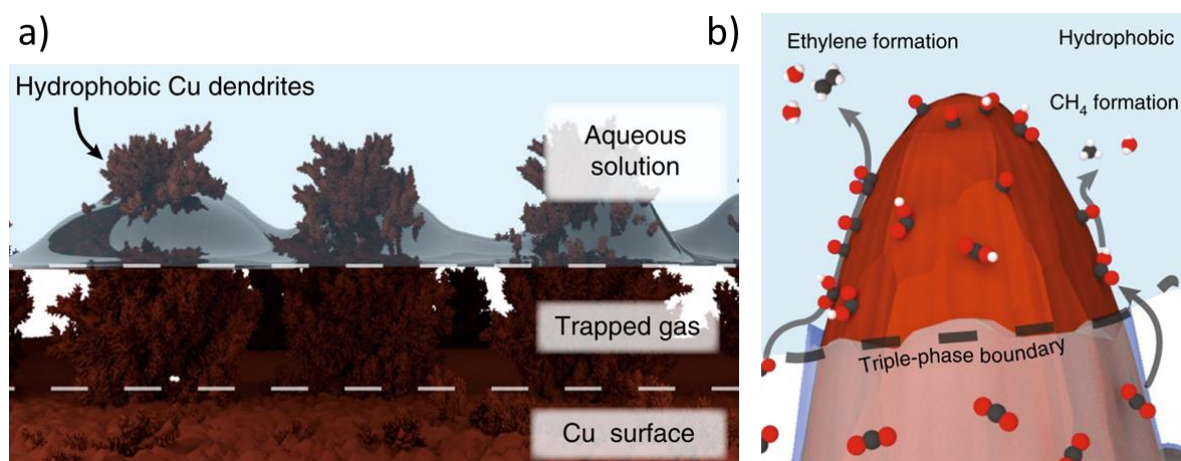 a)
Hydrophobic Cu dendrites
Aqueous
solution
Trapped gas
Cu surface
b)
Ethylene formation
Hydrophobic
CH₄ formation
Triple-phase boundary